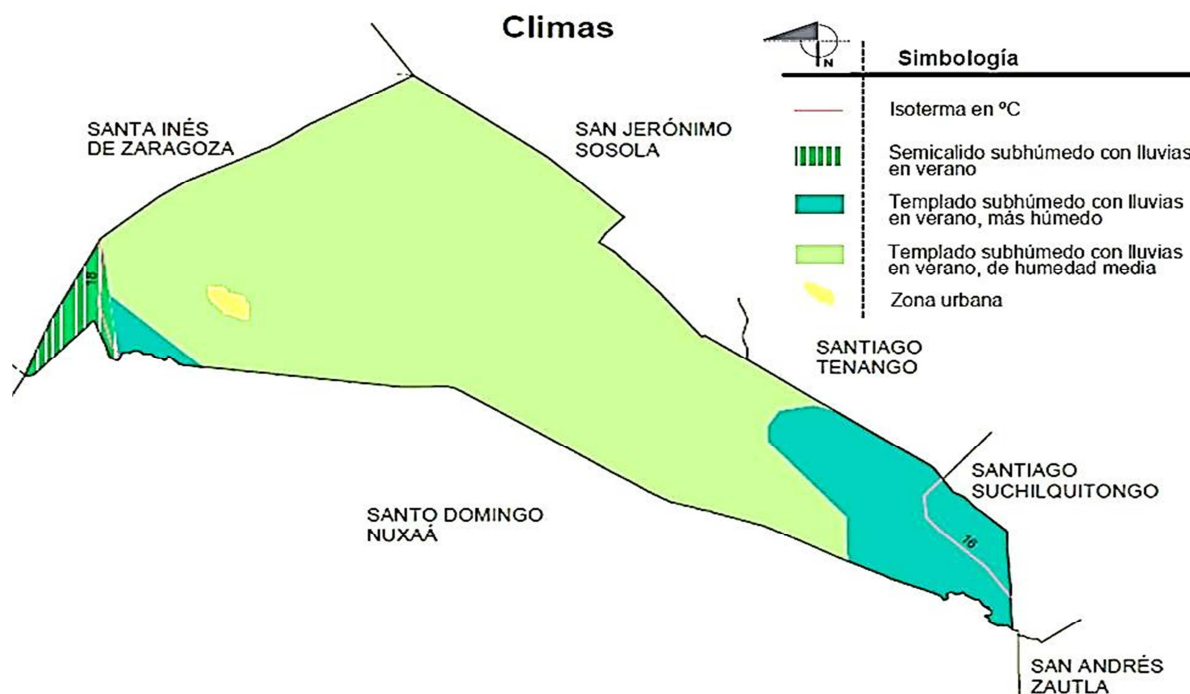 Climas
N
Simbología
Isoterma en ºC
Semicalido subhúmedo con lluvias
en verano
Templado subhúmedo con lluvias
en verano, más húmedo
Templado subhúmedo con lluvias
en verano, de humedad media
Zona urbana
SANTA INÉS
DE ZARAGOZA
SAN JERÓNIMO
SOSOLA
18
SANTIAGO
TENANGO
SANTIAGO
SUCHILQUITONGO
SANTO DOMINGO
NUXAÁ
16
SAN ANDRÉS
ZAUTLA